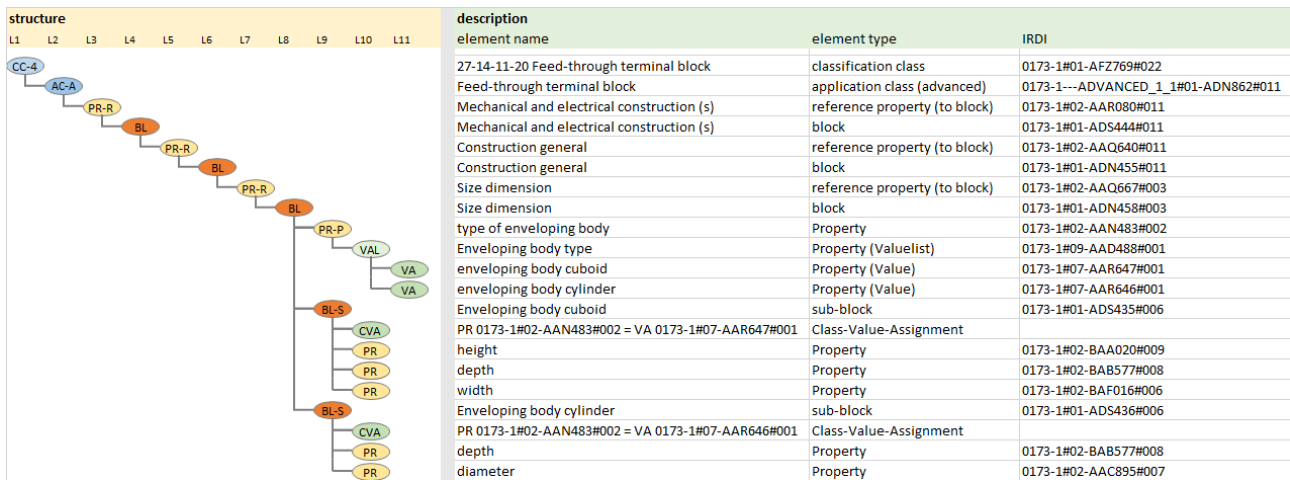 structure description
L1 L2 L3 L4 L5 L6 L7 L8 L9 L10 L11 element name element type IRDI
CC-4 27-14-11-20 Feed-through terminal block classification class 0173-1#01-AFZ769#022
AC-A Feed-through terminal block application class (advanced) 0173-1---ADVANCED_1_1#01-ADN862#011
PR-R Mechanical and electrical construction (s) reference property (to block) 0173-1#02-AAR080#011
BL Mechanical and electrical construction (s) block 0173-1#01-ADS444#011
PR-R Construction general reference property (to block) 0173-1#02-AAQ640#011
BL Construction general block 0173-1#01-ADN455#011
PR-R Size dimension reference property (to block) 0173-1#02-AAQ667#003
BL Size dimension block 0173-1#01-ADN458#003
PR-P type of enveloping body Property 0173-1#02-AAN483#002
VAL Enveloping body type Property (Valuelist) 0173-1#09-AAD488#001
VA enveloping body cuboid Property (Value) 0173-1#07-AAR647#001
VA enveloping body cylinder Property (Value) 0173-1#07-AAR646#001
BL-S Enveloping body cuboid sub-block 0173-1#01-ADS435#006
CVA PR 0173-1#02-AAN483#002 = VA 0173-1#07-AAR647#001 Class-Value-Assignment
PR height Property 0173-1#02-BAA020#009
PR depth Property 0173-1#02-BAB577#008
PR width Property 0173-1#02-BAF016#006
BL-S Enveloping body cylinder sub-block 0173-1#01-ADS436#006
CVA PR 0173-1#02-AAN483#002 = VA 0173-1#07-AAR646#001 Class-Value-Assignment
PR depth Property 0173-1#02-BAB577#008
PR diameter Property 0173-1#02-AAC895#007